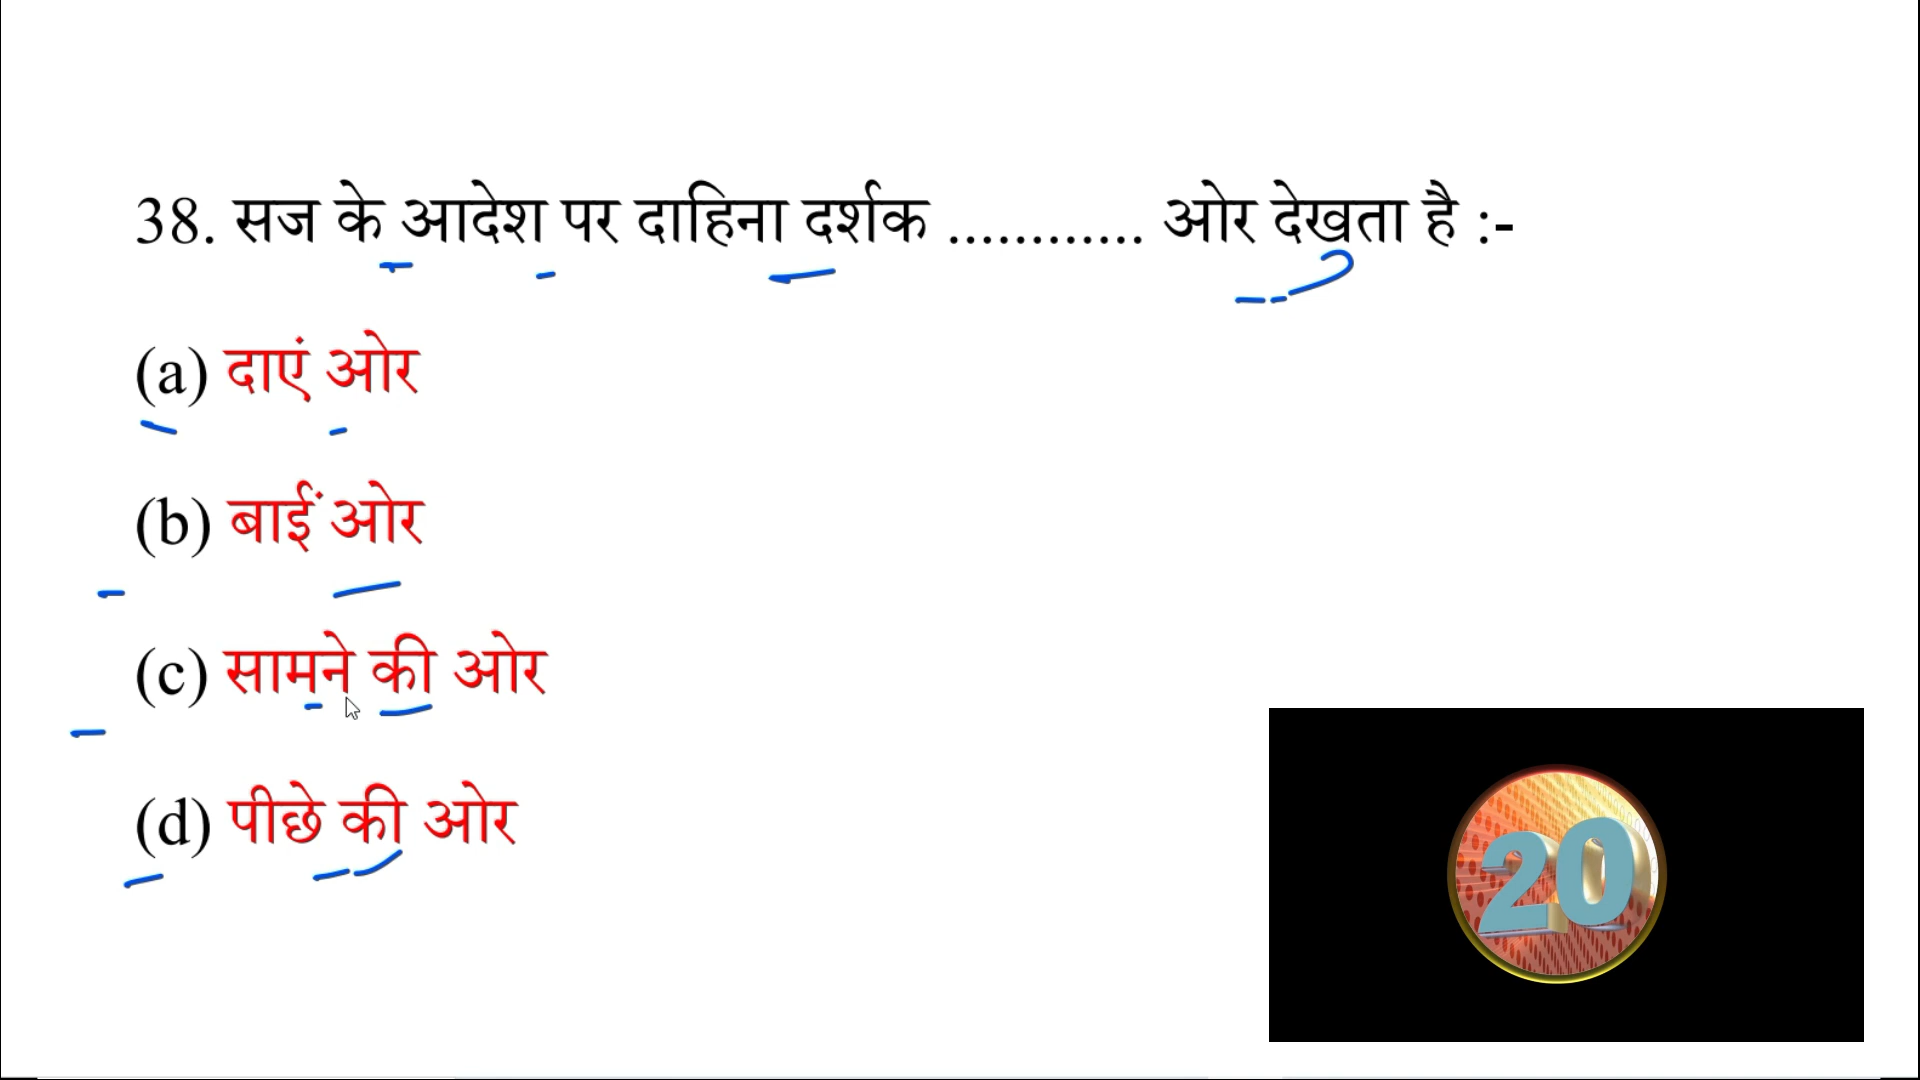 38. सज के आदेश पर दाहिना दर्शक ............ ओर देखता है :-
(a) दाएं ओर
(b) बाईं ओर
(c) सामने की ओर
(d) पीछे की ओर
20